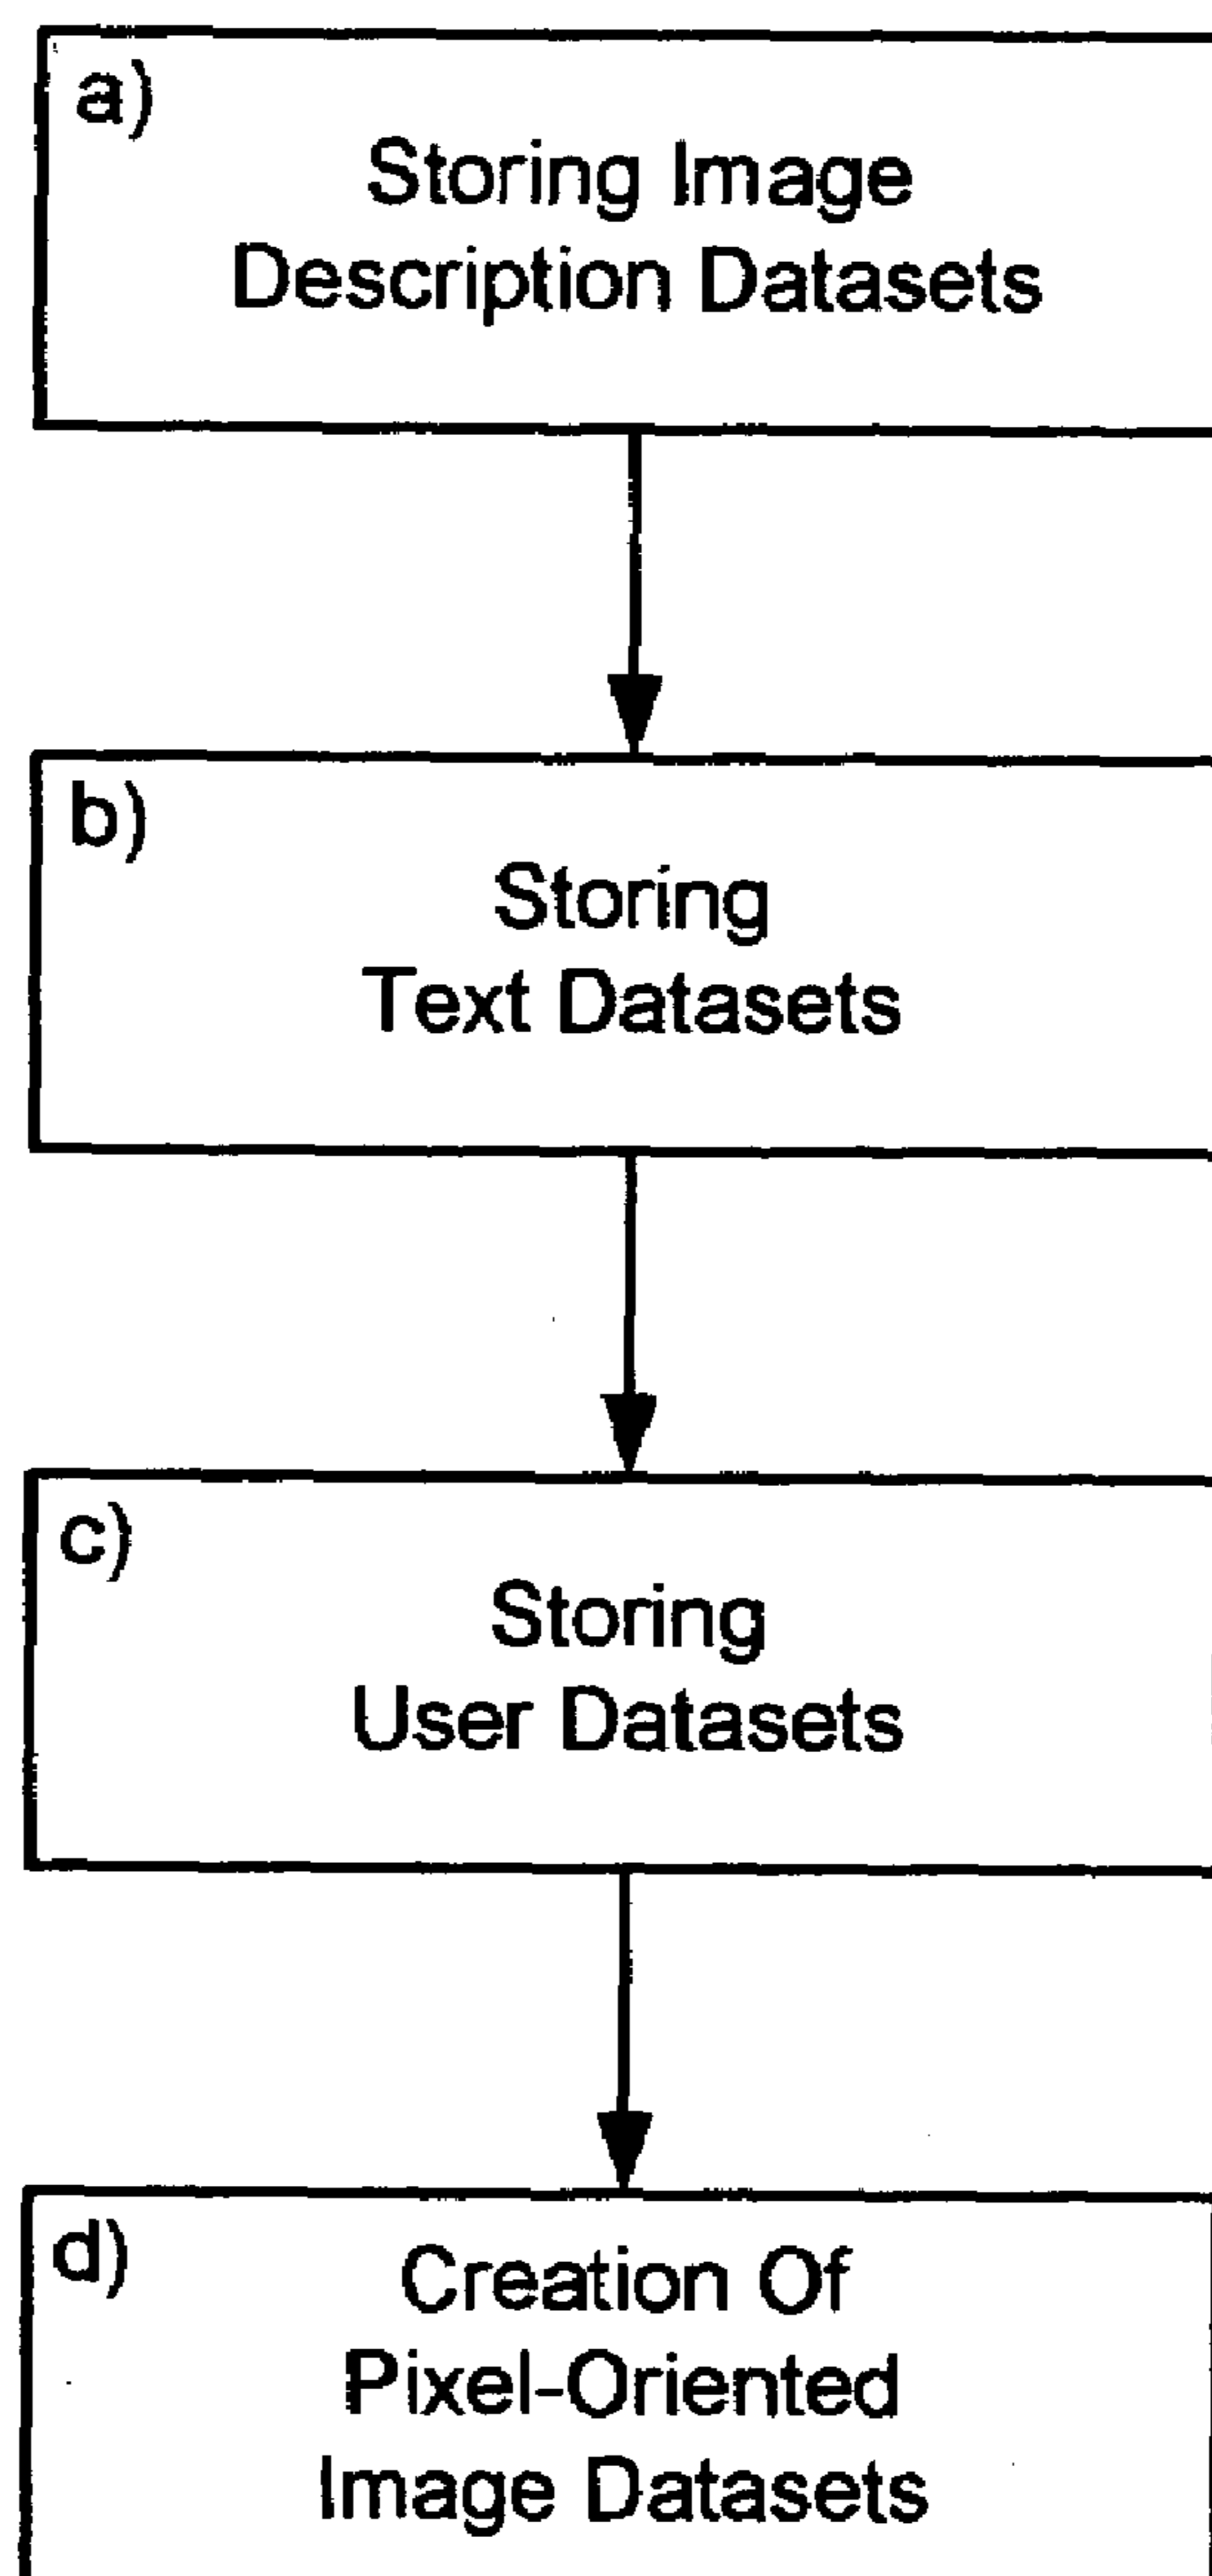 a)
Storing Image
Description Datasets
b)
Storing
Text Datasets
c)
Storing
User Datasets
d)
Creation Of
Pixel-Oriented
Image Datasets